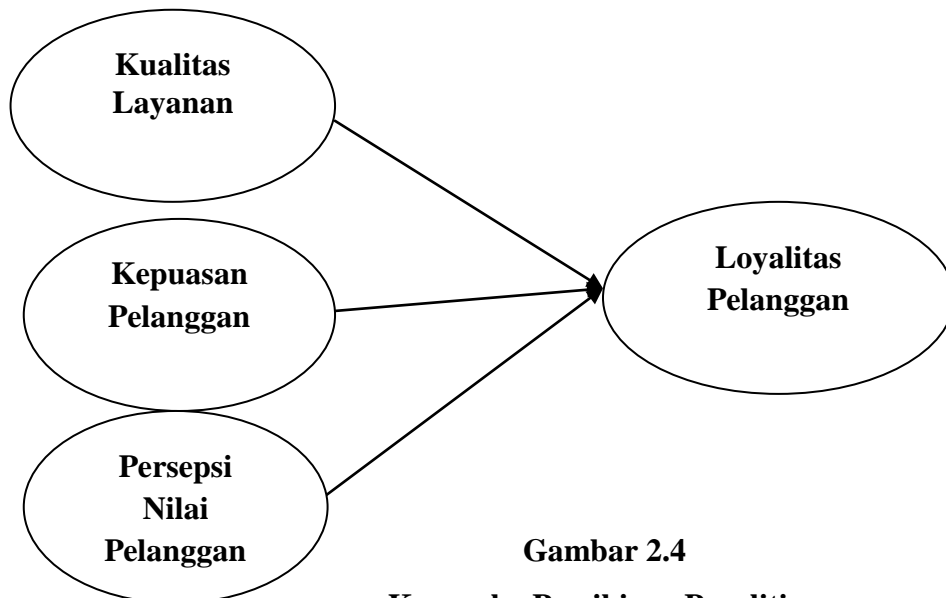 Kualitas
Layanan
Kepuasan
Pelanggan
Persepsi
Nilai
Pelanggan
Loyalitas
Pelanggan
Gambar 2.4